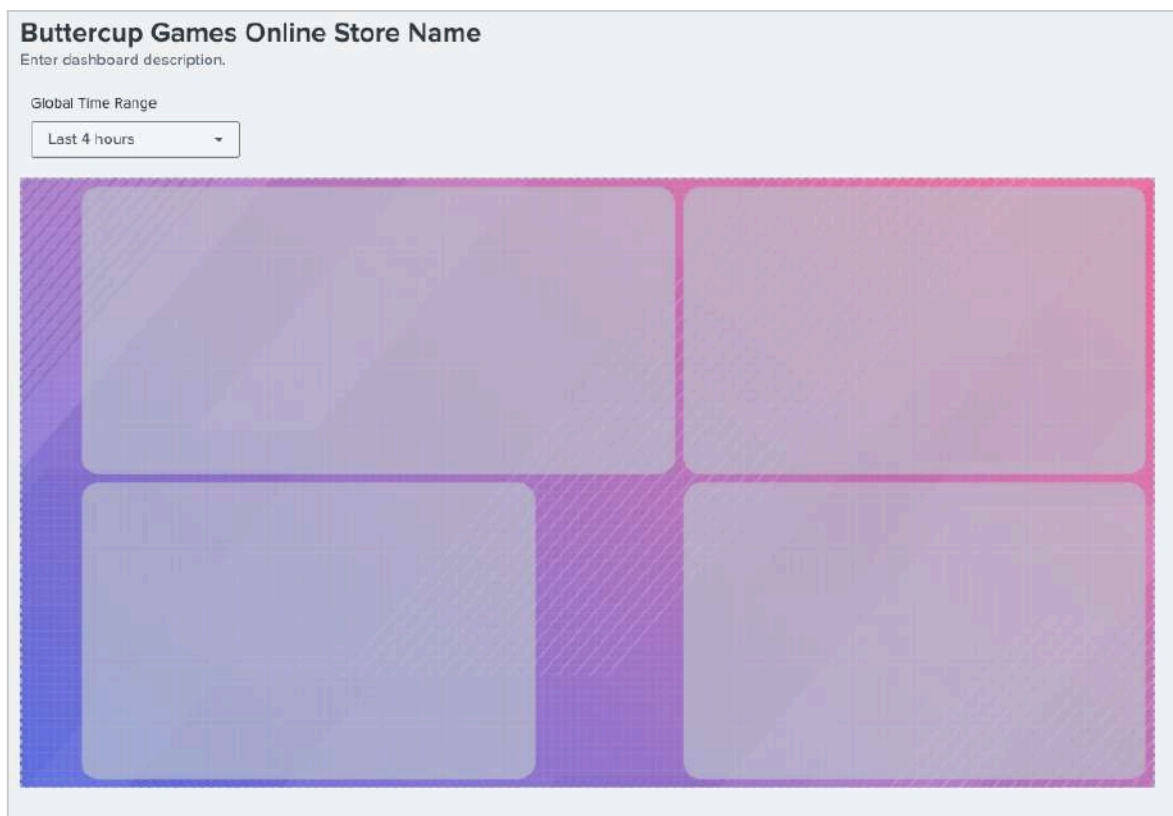 Buttercup Games Online Store Name
Enter dashboard description.
Global Time Range
Last 4 hours